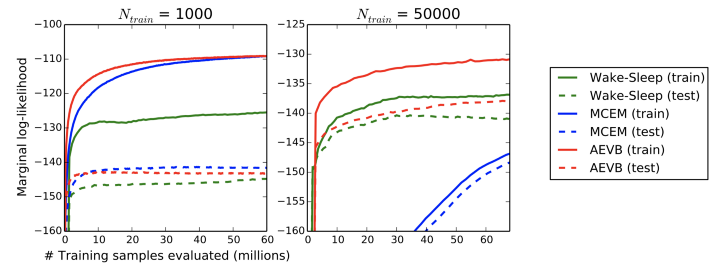 N_train = 1000
N_train = 50000
Marginal log-likelihood
−100
−110
−120
−130
−140
−150
−160
0 10 20 30 40 50 60
−125
−130
−135
−140
−145
−150
−155
−160
0 10 20 30 40 50 60
# Training samples evaluated (millions)
Wake-Sleep (train)
Wake-Sleep (test)
MCEM (train)
MCEM (test)
AEVB (train)
AEVB (test)